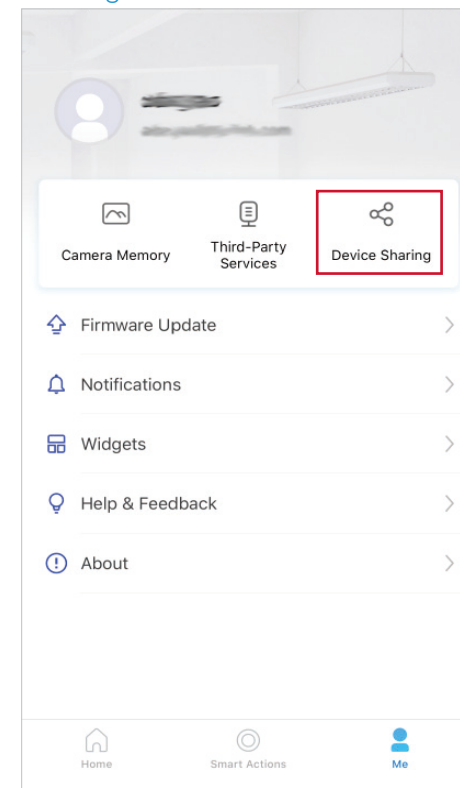 Camera Memory
Third-Party
Services
Device Sharing
Firmware Update
Notifications
Widgets
Help & Feedback
About
Home
Smart Actions
Me